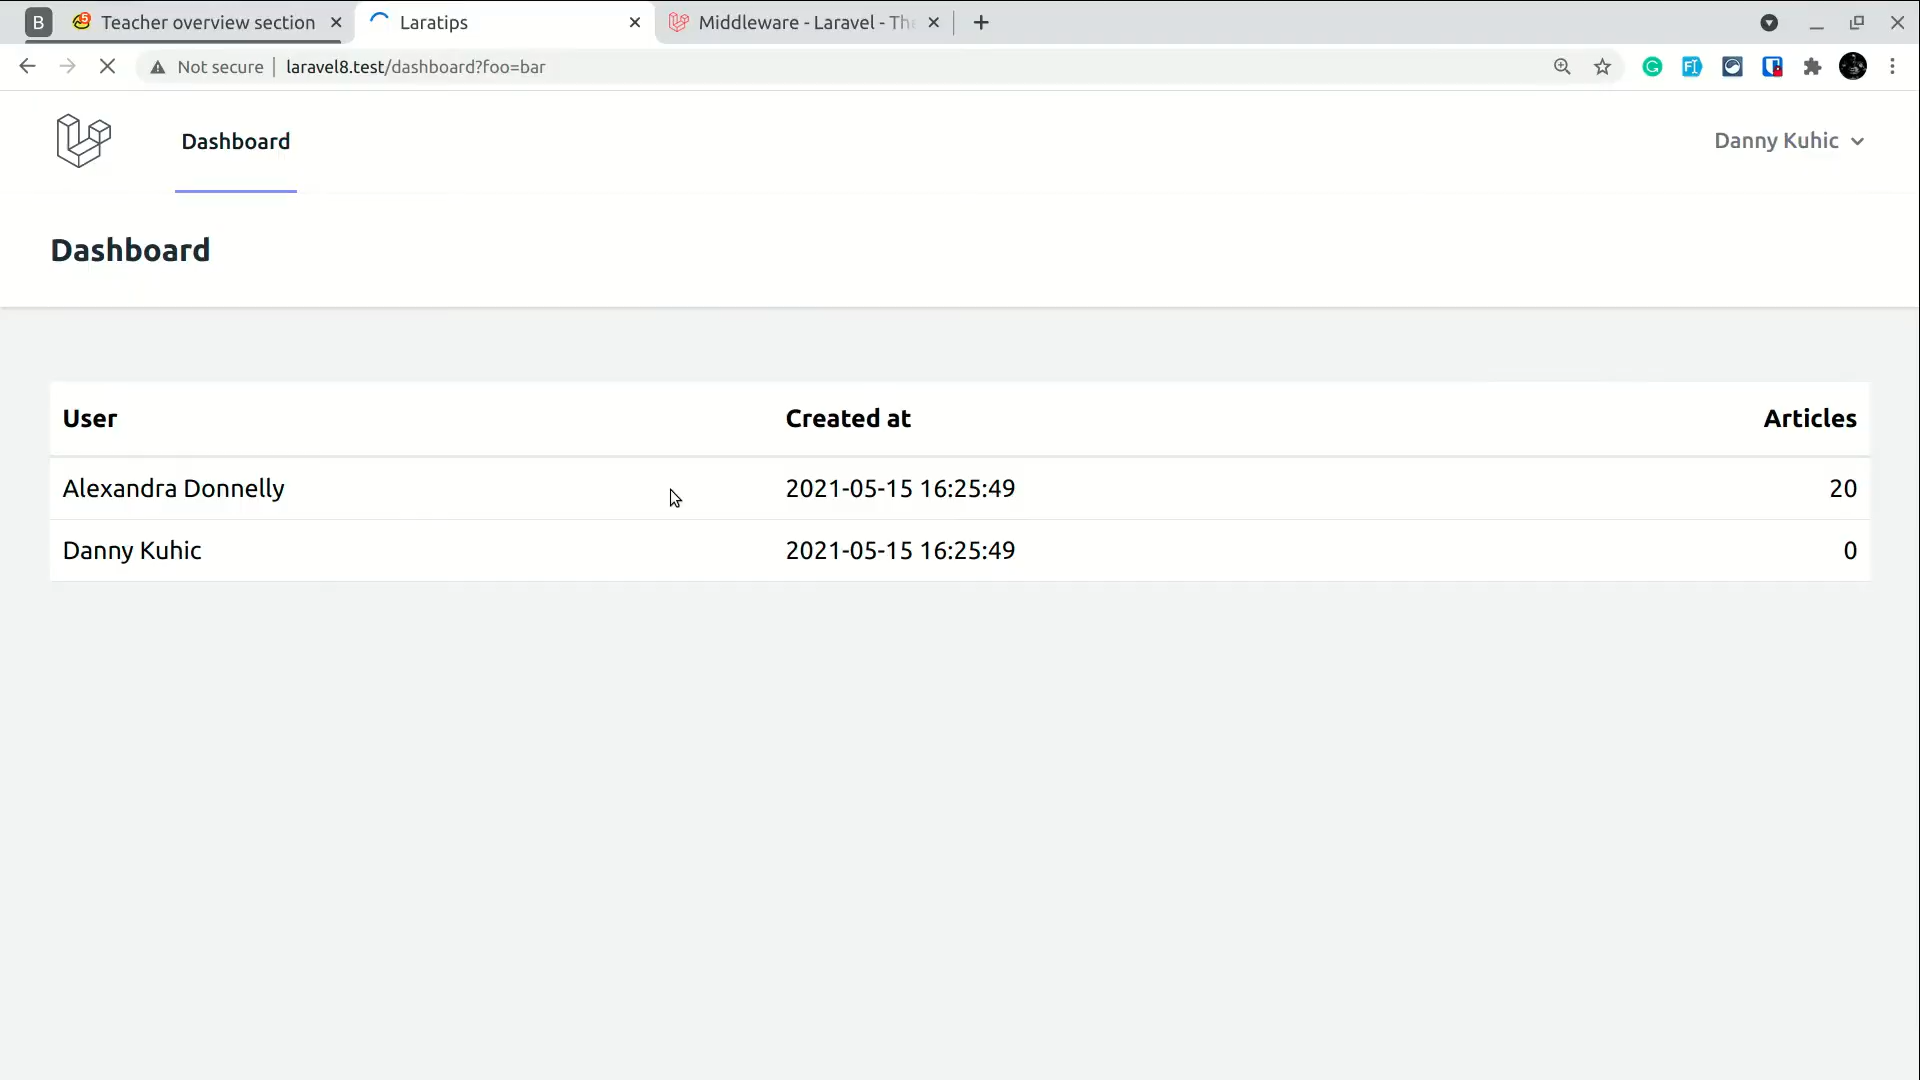 B Teacher overview section Laratips Middleware - Laravel - The
Not secure laravel8.test/dashboard?foo=bar
Dashboard Danny Kuhic
Dashboard
User Created at Articles
Alexandra Donnelly 2021-05-15 16:25:49 20
Danny Kuhic 2021-05-15 16:25:49 0